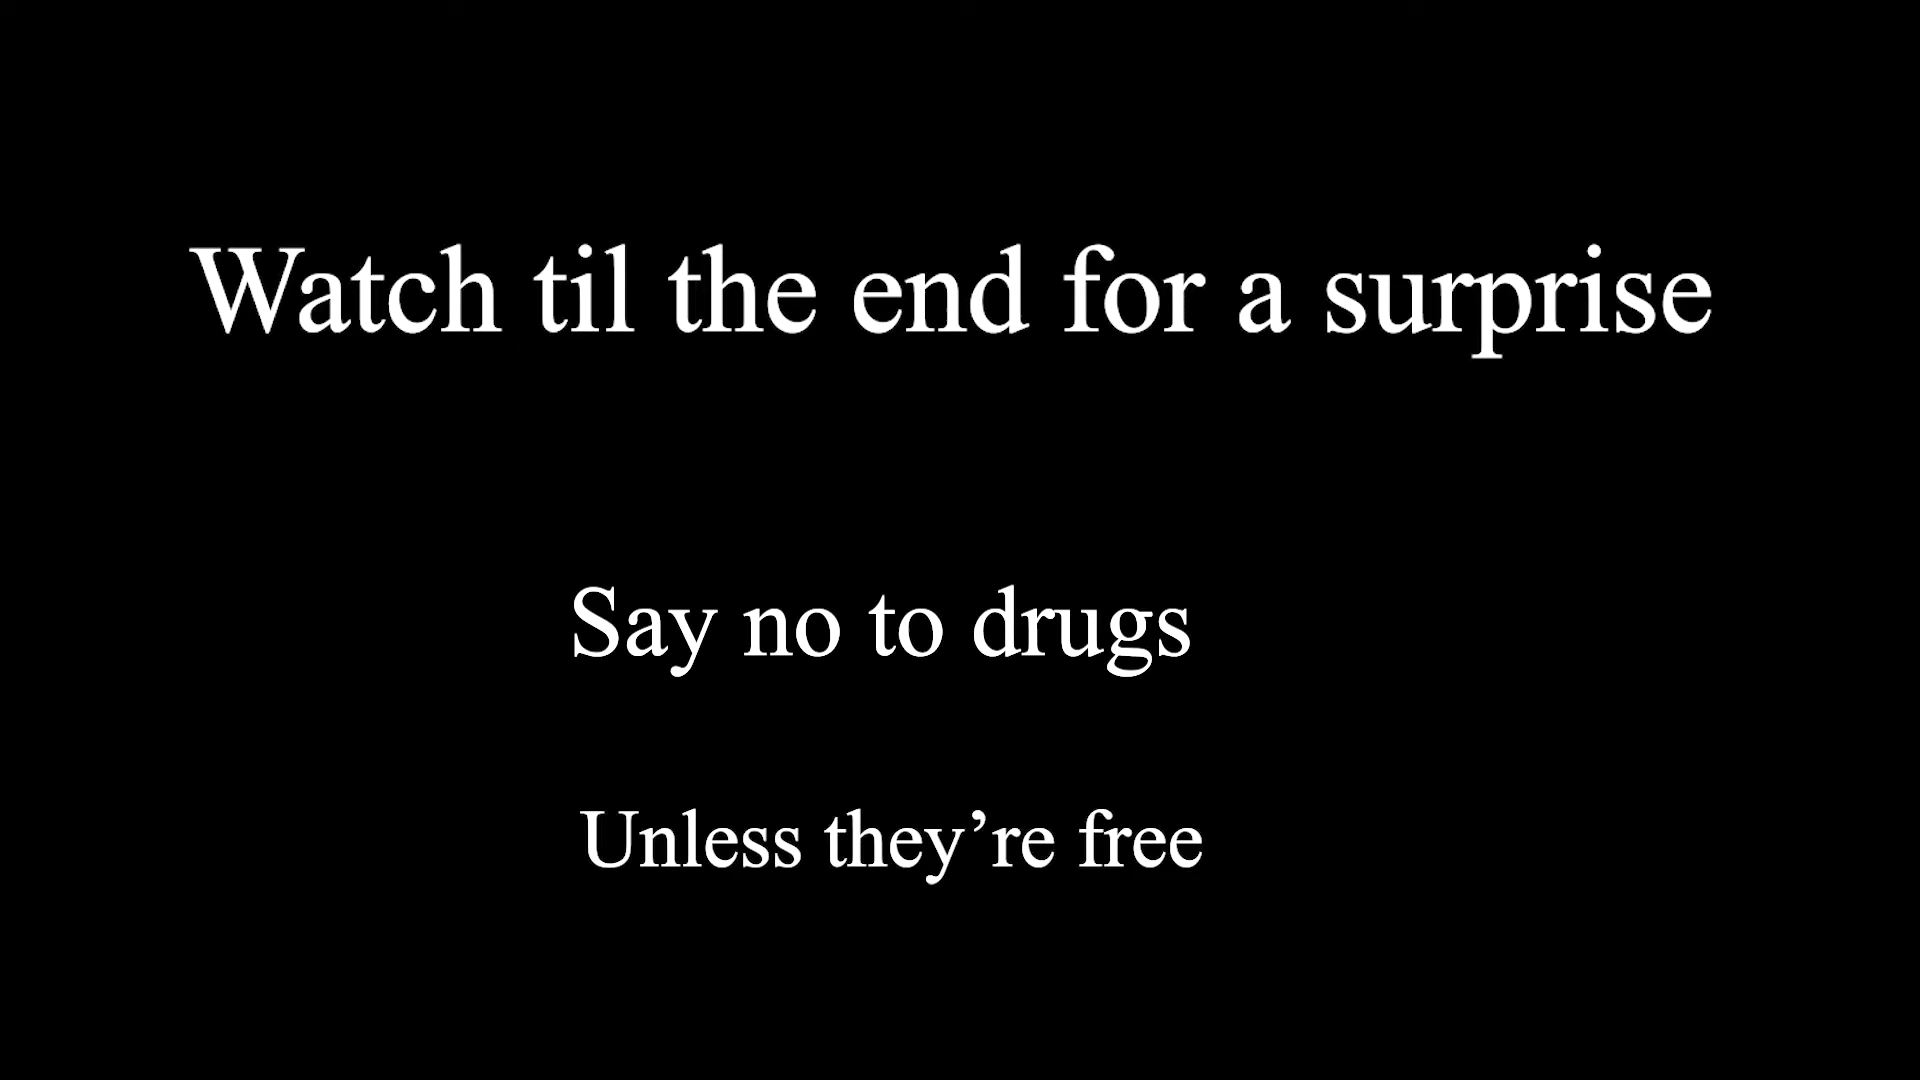 Watch til the end for a surprise
Say no to drugs
Unless they’re free